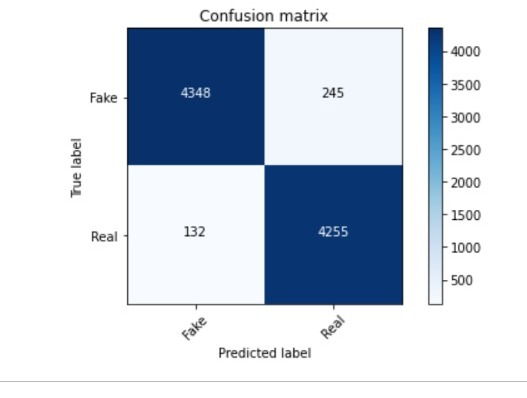 Confusion matrix
4000
Fake 4348 245
3500
3000
2500
True label
2000
1500
Real 132 4255
1000
500
Fake Real
Predicted label